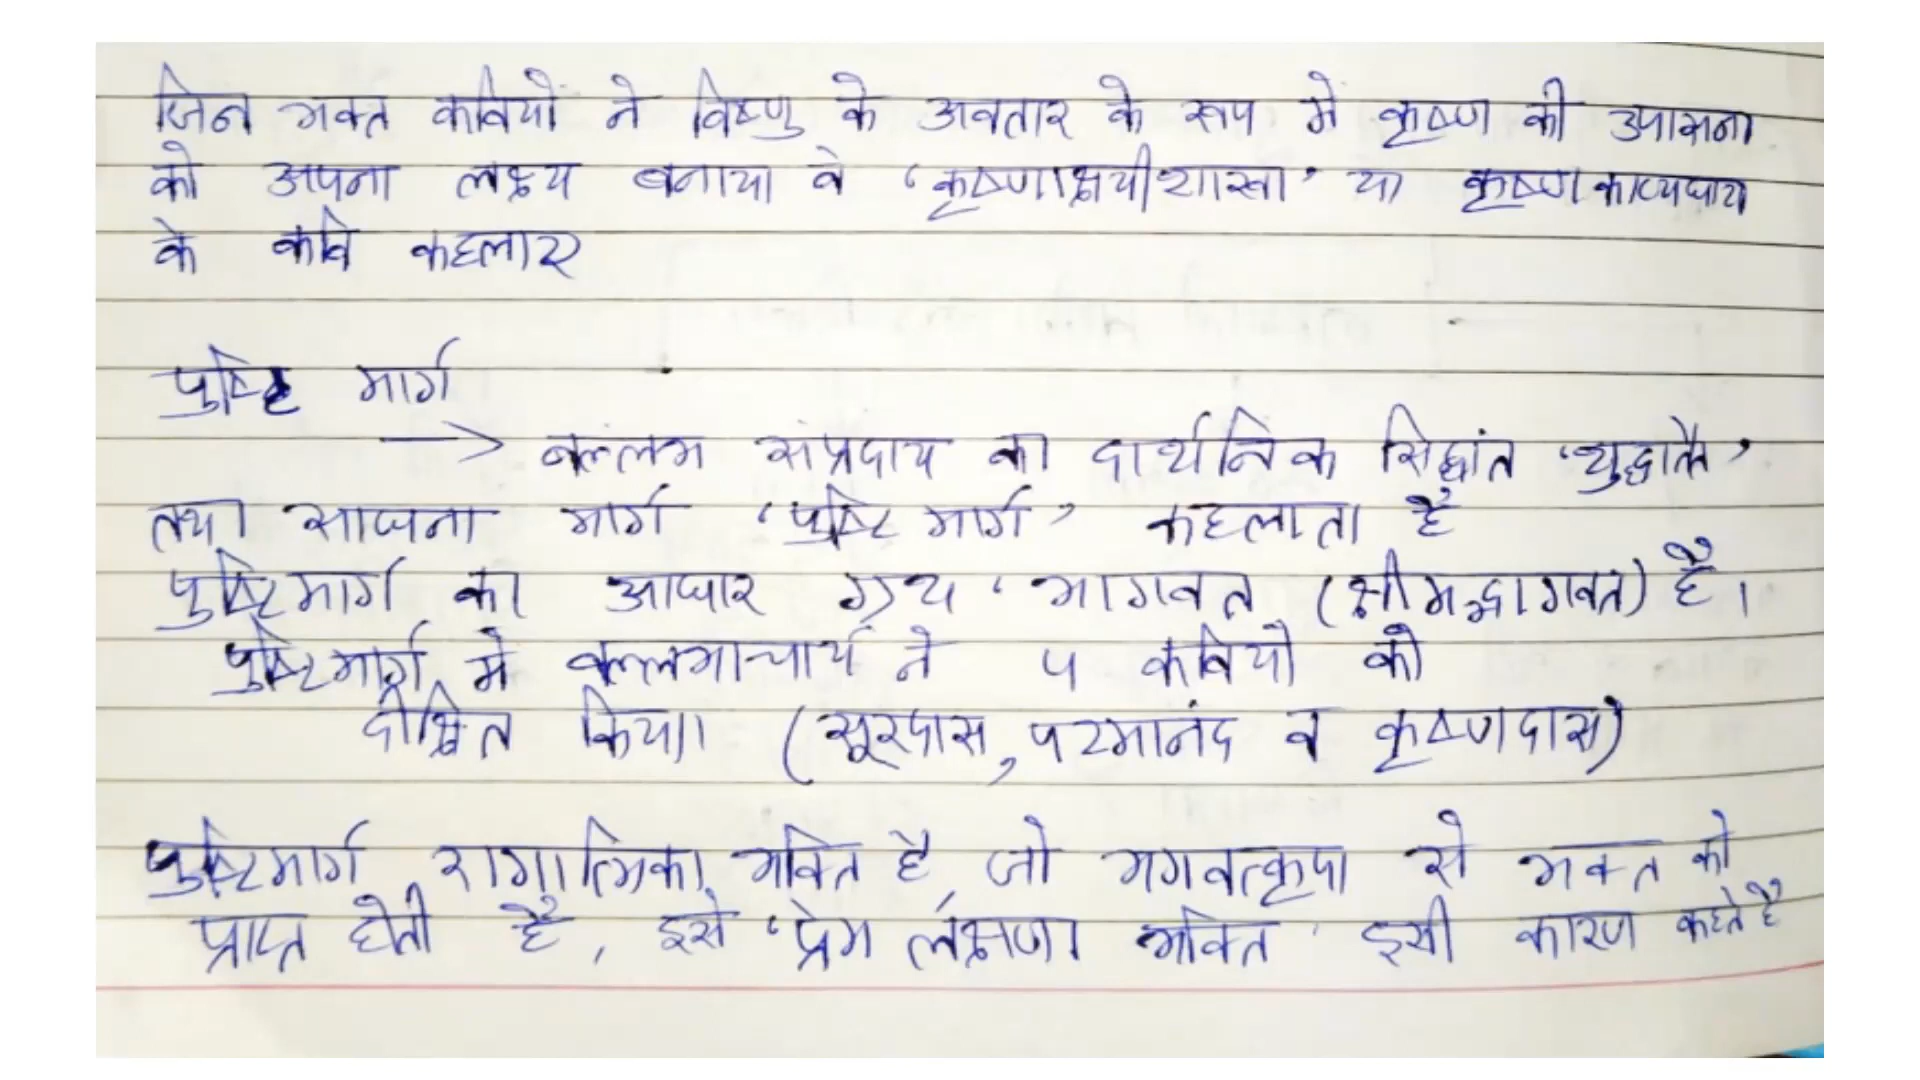 जिन भक्त कवियों ने विष्णु के अवतार के रूप में कृष्ण की उपासना
को अपना लक्ष्य बनाया वे 'कृष्णाश्रयीशाखा' या कृष्णकाव्यधारा
के कवि कहलाए
पुष्टि मार्ग
→ वल्लभ संप्रदाय का दार्शनिक सिद्धांत 'शुद्धाद्वैत'
तथा साधना मार्ग 'पुष्टि मार्ग' कहलाता है
पुष्टिमार्ग का आधार ग्रंथ 'भागवत (श्रीमद्भागवत) है।
पुष्टिमार्ग में वल्लभाचार्य ने ५ कवियों को
दीक्षित किया। (सूरदास, परमानंद व कृष्णदास)
पुष्टिमार्ग रागात्मिका भक्ति है, जो भगवत्कृपा से भक्त को
प्राप्त होती है, इसे 'प्रेम लक्षणा भक्ति' इसी कारण कहते है